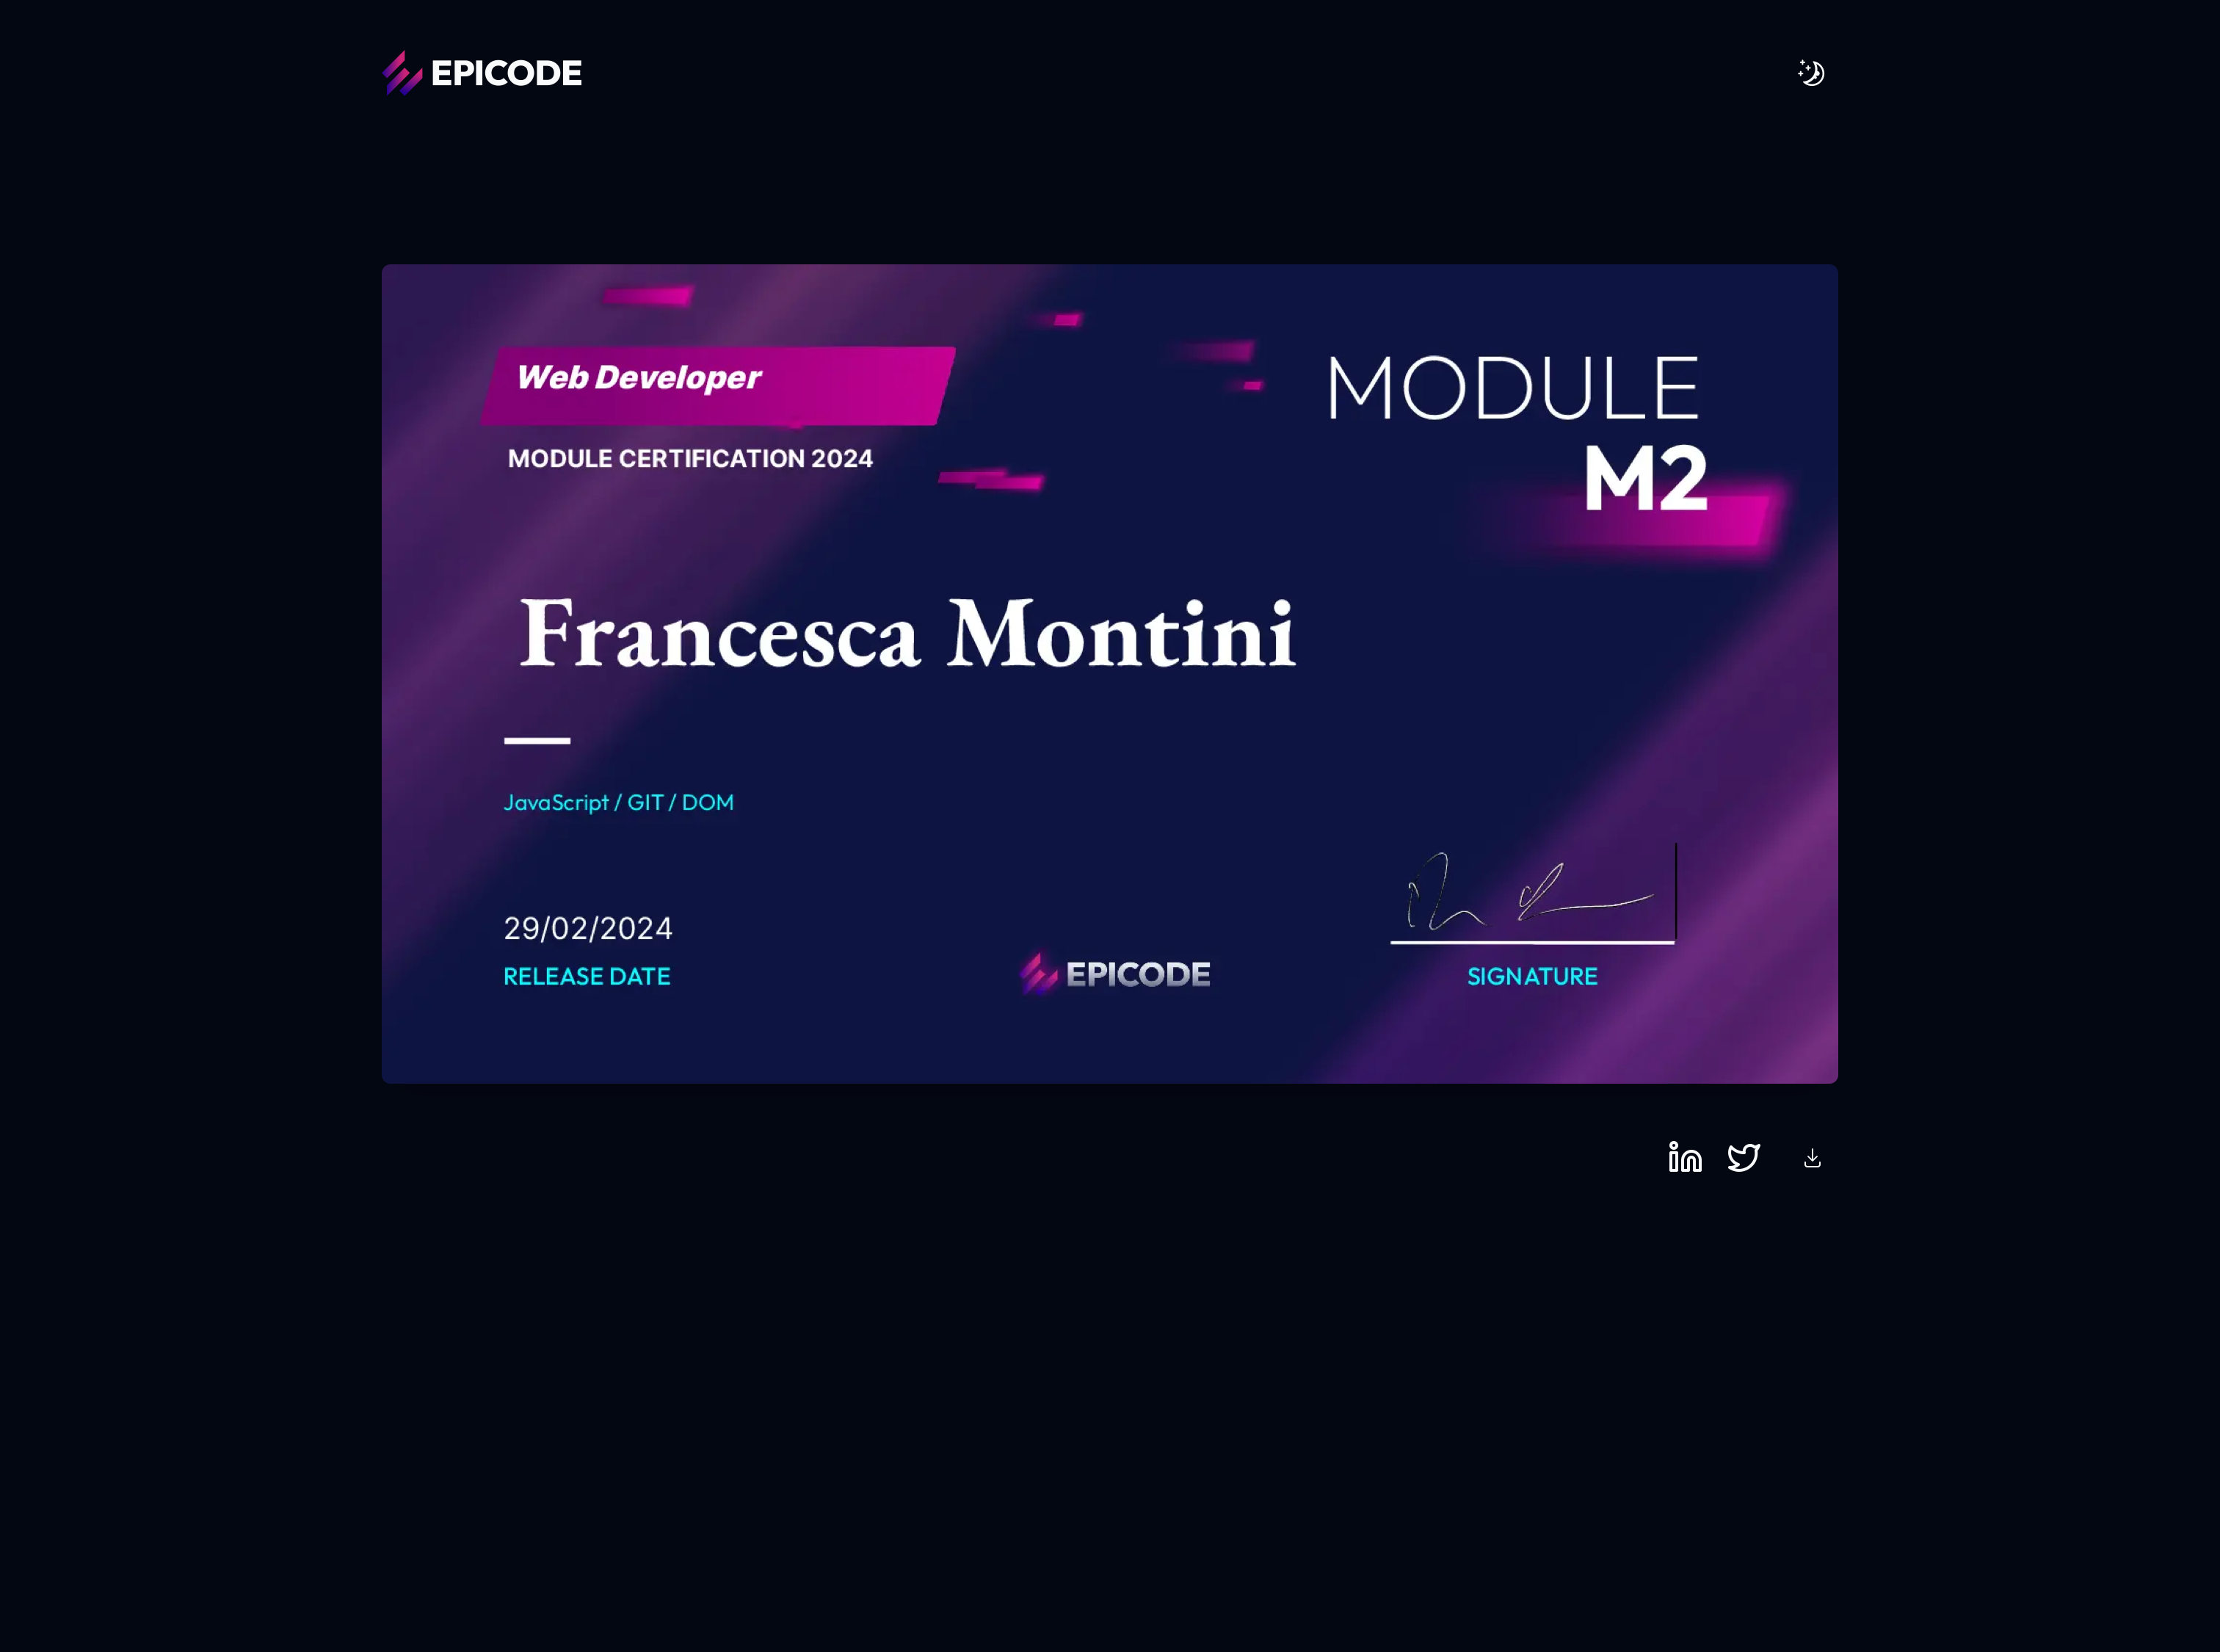 EPICODE
Web Developer
MODULE CERTIFICATION 2024
MODULE
M2
Francesca Montini
JavaScript / GIT / DOM
29/02/2024
RELEASE DATE
EPICODE
SIGNATURE